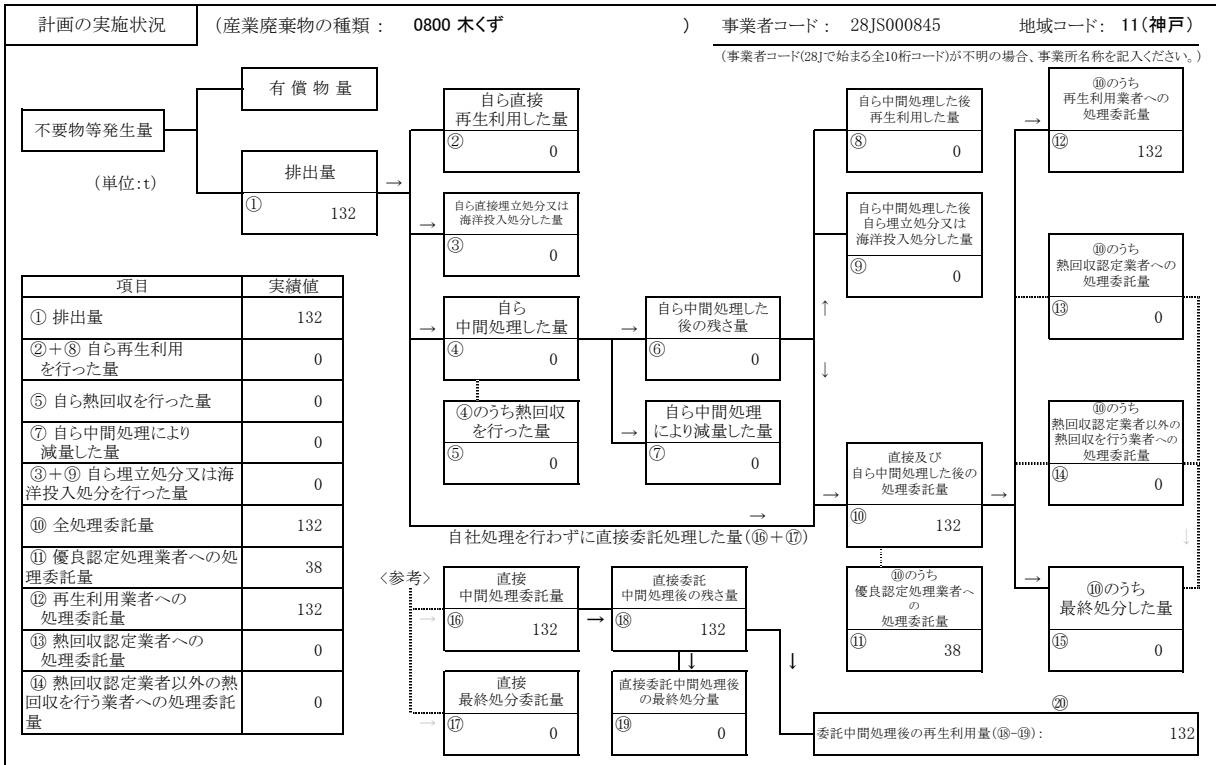 計画の実施状況
(産業廃棄物の種類： 0800 木くず )
事業者コード： 28JS000845
地域コード： 11(神戸)
(事業者コード(28Jで始まる全10桁コード)が不明の場合、事業所名称を記入ください。)
不要物等発生量
(単位:t)
有償物量
排出量
① 132
→
自ら直接
再生利用した量
② 0
→
自ら直接埋立処分又は
海洋投入処分した量
③ 0
→
自ら
中間処理した量
④ 0
④のうち熱回収
を行った量
⑤ 0
→
自ら中間処理した
後の残さ量
⑥ 0
→
自ら中間処理
により減量した量
⑦ 0
自ら中間処理した後
再生利用した量
⑧ 0
自ら中間処理した後
自ら埋立処分又は
海洋投入処分した量
⑨ 0
↑
↓
→
直接及び
自ら中間処理した後の
処理委託量
⑩ 132
→
⑩のうち
優良認定処理業者へ
の
処理委託量
⑪ 38
→
⑩のうち
再生利用業者への
処理委託量
⑫ 132
⑩のうち
熱回収認定業者への
処理委託量
⑬ 0
⑩のうち
熱回収認定業者以外の
熱回収を行う業者への
処理委託量
⑭ 0
↓
→
⑩のうち
最終処分した量
⑮ 0
→
自社処理を行わずに直接委託処理した量(⑯＋⑰)
〈参考〉
→
直接
中間処理委託量
⑯ 132
→
直接委託
中間処理後の残さ量
⑱ 132
↓
↓
→
直接
最終処分委託量
⑰ 0
直接委託中間処理後
の最終処分量
⑲ 0
⑳
委託中間処理後の再生利用量(⑱-⑲)： 132
項目 実績値
① 排出量 132
②＋⑧ 自ら再生利用
を行った量 0
⑤ 自ら熱回収を行った量 0
⑦ 自ら中間処理により
減量した量 0
③＋⑨ 自ら埋立処分又は海
洋投入処分を行った量 0
⑩ 全処理委託量 132
⑪ 優良認定処理業者への処
理委託量 38
⑫ 再生利用業者への
処理委託量 132
⑬ 熱回収認定業者への
処理委託量 0
⑭ 熱回収認定業者以外の熱
回収を行う業者への処理委託
量 0